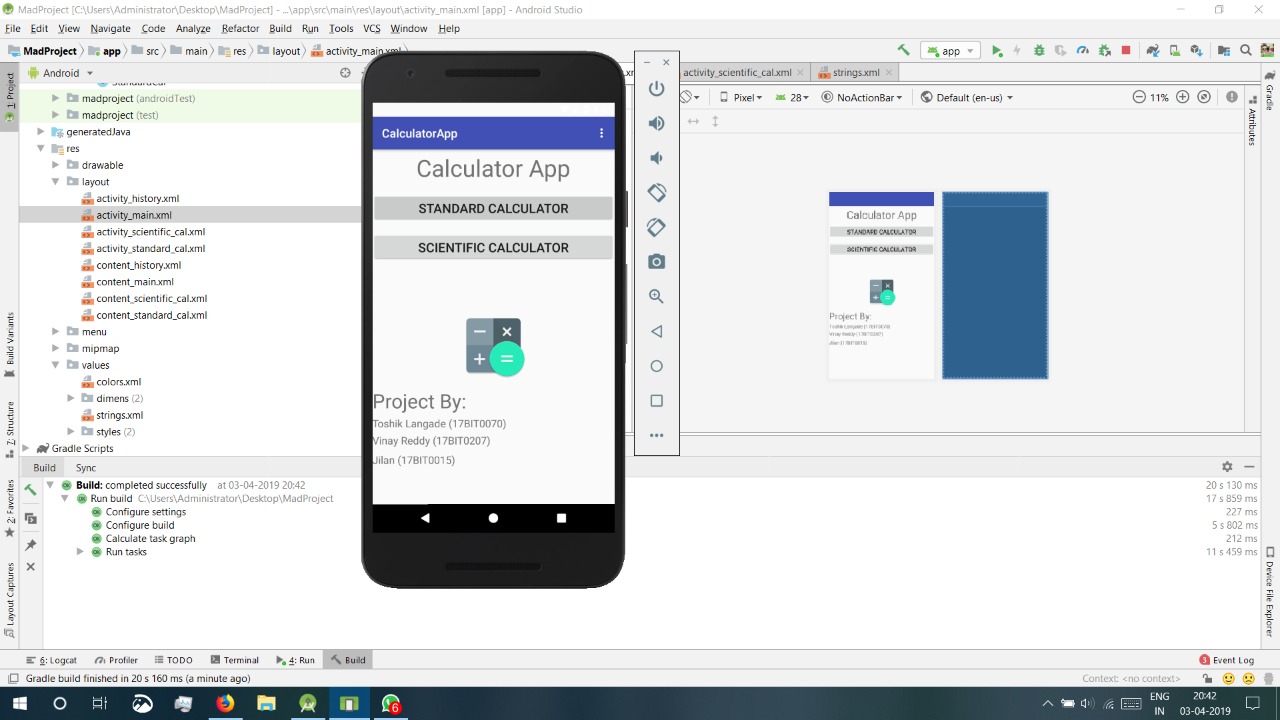 MadProject [C:\Users\Administrator\Desktop\MadProject] - ...\app\src\main\res\layout\activity_main.xml [app] - Android Studio
File Edit View Navigate Code Analyze Refactor Build Run Tools VCS Window Help
MadProject app src main res layout activity_main.xml
app
1: Project
Android
activity_scientific_cal.xml strings.xml
Gradle
madproject (androidTest)
Pixel 28 NoActionBar Default (en-us) 11%
madproject (test)
Attributes
generatedJava
res
drawable
layout
activity_history.xml
activity_main.xml
activity_scientific_cal.xml
activity_standard_cal.xml
content_history.xml
content_main.xml
content_scientific_cal.xml
content_standard_cal.xml
menu
mipmap
values
colors.xml
dimens (2)
strings.xml
styles (2)
Gradle Scripts
CalculatorApp
Calculator App
STANDARD CALCULATOR
SCIENTIFIC CALCULATOR
− ×
+ =
Project By:
Toshik Langade (17BIT0070)
Vinay Reddy (17BIT0207)
Jilan (17BIT0015)
Calculator App
STANDARD CALCULATOR
SCIENTIFIC CALCULATOR
− ×
+ =
Project By:
Toshik Langade (17BIT0070)
Vinay Reddy (17BIT0207)
Jilan (17BIT0015)
Build Variants
Z: Structure
2: Favorites
Layout Captures
Device File Explorer
Build Sync
Build: completed successfully at 03-04-2019 20:42 20 s 130 ms
Run build C:\Users\Administrator\Desktop\MadProject 17 s 859 ms
Configure settings 227 ms
Configure build 5 s 802 ms
Calculate task graph 212 ms
Run tasks 11 s 459 ms
6: Logcat Profiler TODO Terminal 4: Run Build 3 Event Log
Gradle build finished in 20 s 160 ms (a minute ago) Context: <no context>
6
ENG
IN
20:42
03-04-2019